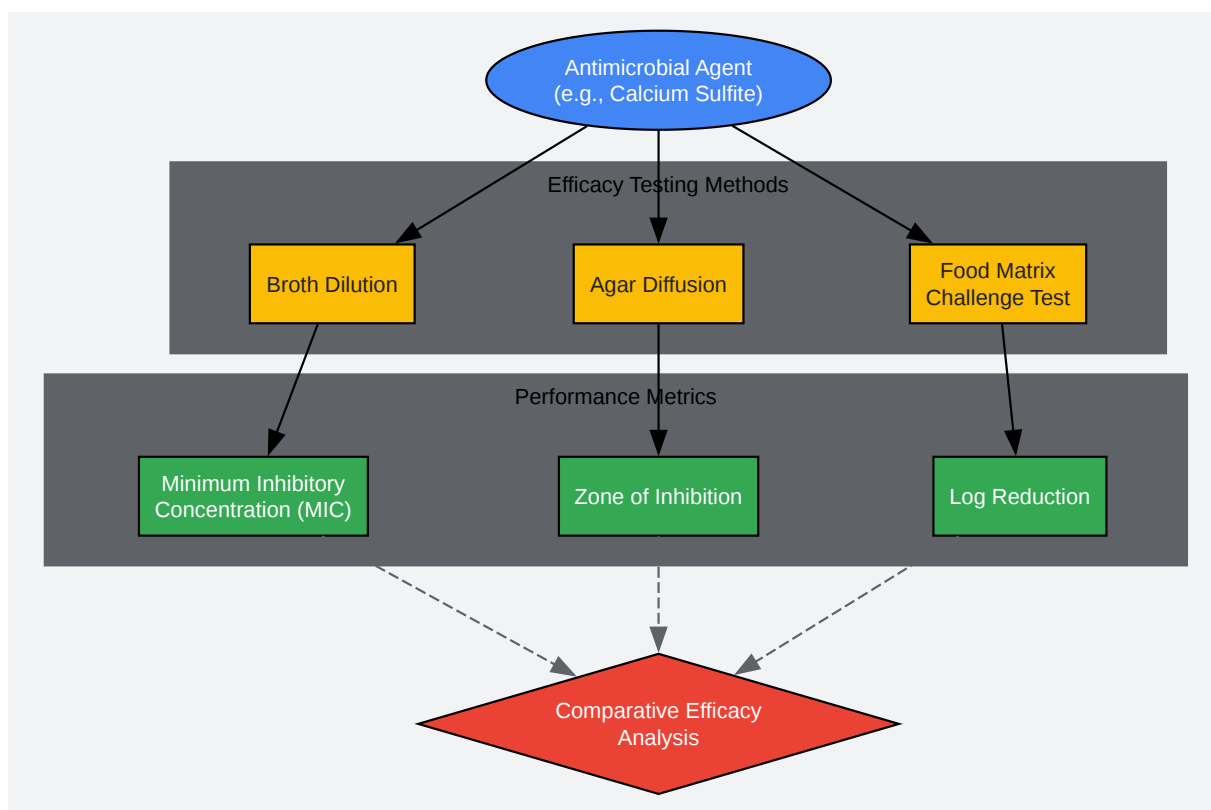 Antimicrobial Agent
(e.g., Calcium Sulfite)
Efficacy Testing Methods
Broth Dilution
Agar Diffusion
Food Matrix
Challenge Test
Performance Metrics
Minimum Inhibitory
Concentration (MIC)
Zone of Inhibition
Log Reduction
Comparative Efficacy
Analysis